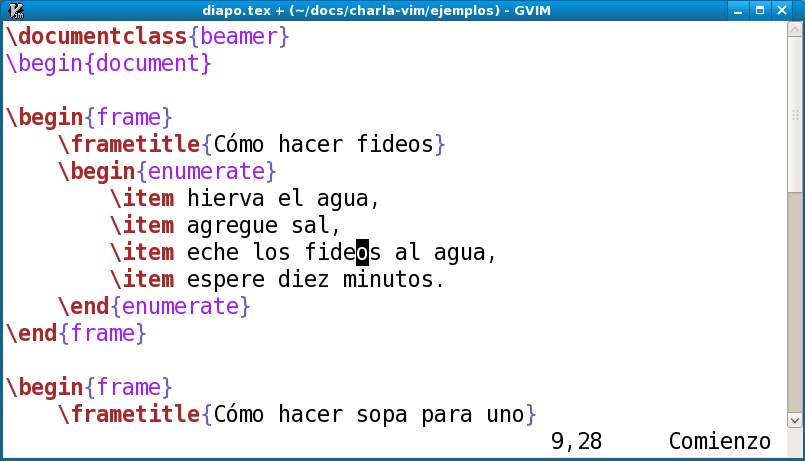 diapo.tex + (~/docs/charla-vim/ejemplos) - GVIM
\documentclass{beamer}
\begin{document}

\begin{frame}
    \frametitle{Cómo hacer fideos}
    \begin{enumerate}
        \item hierva el agua,
        \item agregue sal,
        \item eche los fideos al agua,
        \item espere diez minutos.
    \end{enumerate}
\end{frame}

\begin{frame}
    \frametitle{Cómo hacer sopa para uno}
9,28 Comienzo